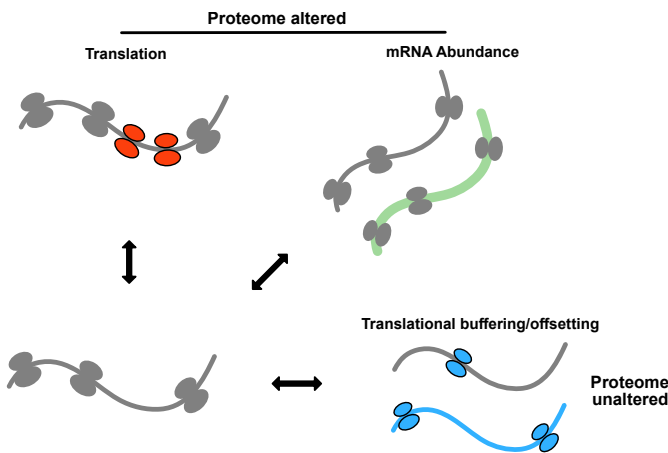 Proteome altered
Translation
mRNA Abundance
Translational buffering/offsetting
Proteome
unaltered